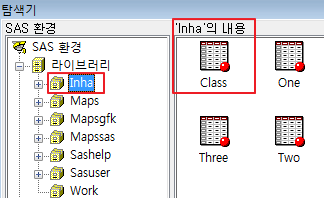 탐색기
SAS 환경
SAS 환경
라이브러리
Inha
Maps
Mapsgfk
Mapssas
Sashelp
Sasuser
Work
'Inha'의 내용
Class
One
Three
Two